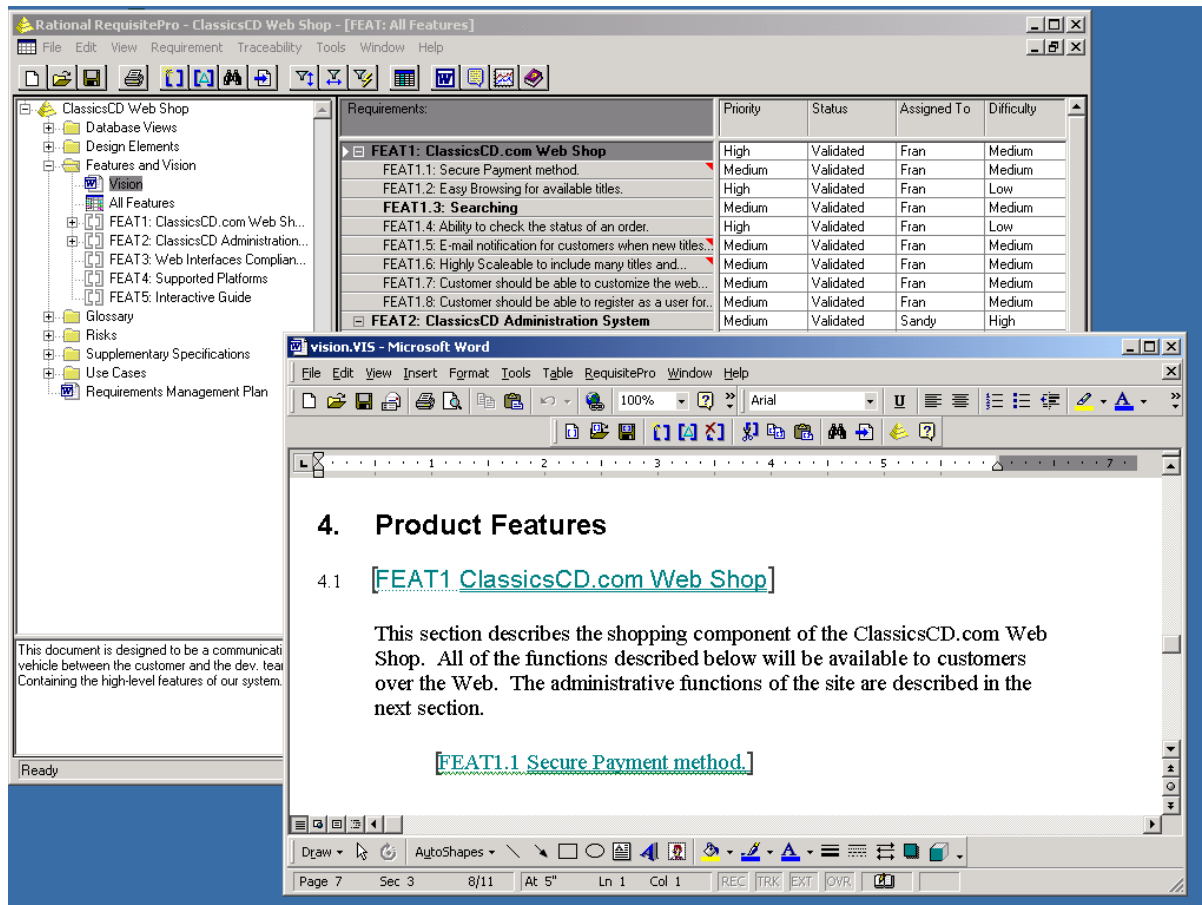 Rational RequisitePro - ClassicsCD Web Shop - [FEAT: All Features]
File Edit View Requirement Traceability Tools Window Help
ClassicsCD Web Shop
Database Views
Design Elements
Features and Vision
Vision
All Features
FEAT1: ClassicsCD.com Web Sh...
FEAT2: ClassicsCD Administration...
FEAT3: Web Interfaces Complian...
FEAT4: Supported Platforms
FEAT5: Interactive Guide
Glossary
Risks
Supplementary Specifications
Use Cases
Requirements Management Plan
Requirements: Priority Status Assigned To Difficulty
FEAT1: ClassicsCD.com Web Shop High Validated Fran Medium
FEAT1.1: Secure Payment method. Medium Validated Fran Medium
FEAT1.2: Easy Browsing for available titles. High Validated Fran Low
FEAT1.3: Searching Medium Validated Fran Medium
FEAT1.4: Ability to check the status of an order. High Validated Fran Low
FEAT1.5: E-mail notification for customers when new titles... Medium Validated Fran Medium
FEAT1.6: Highly Scaleable to include many titles and... Medium Validated Fran Medium
FEAT1.7: Customer should be able to customize the web... Medium Validated Fran Medium
FEAT1.8: Customer should be able to register as a user for... Medium Validated Fran Medium
FEAT2: ClassicsCD Administration System Medium Validated Sandy High
This document is designed to be a communicati
vehicle between the customer and the dev. tea
Containing the high-level features of our system.
Ready
vision.VIS - Microsoft Word
File Edit View Insert Format Tools Table RequisitePro Window Help
100% Arial U A
1 2 3 4 5 7
4. Product Features
4.1 [FEAT1 ClassicsCD.com Web Shop]
This section describes the shopping component of the ClassicsCD.com Web
Shop. All of the functions described below will be available to customers
over the Web. The administrative functions of the site are described in the
next section.
[FEAT1.1 Secure Payment method.]
Draw AutoShapes A A
Page 7 Sec 3 8/11 At 5" Ln 1 Col 1 REC TRK EXT OVR